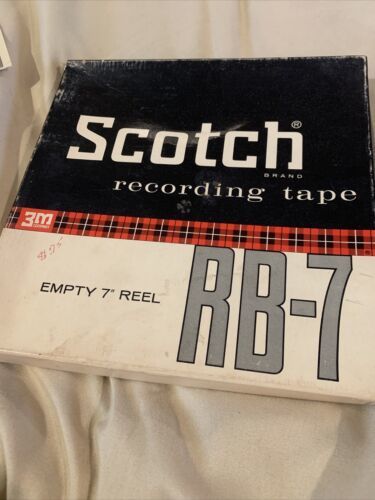 Scotch®
BRAND
recording tape
3M
EMPTY 7" REEL
RB-7